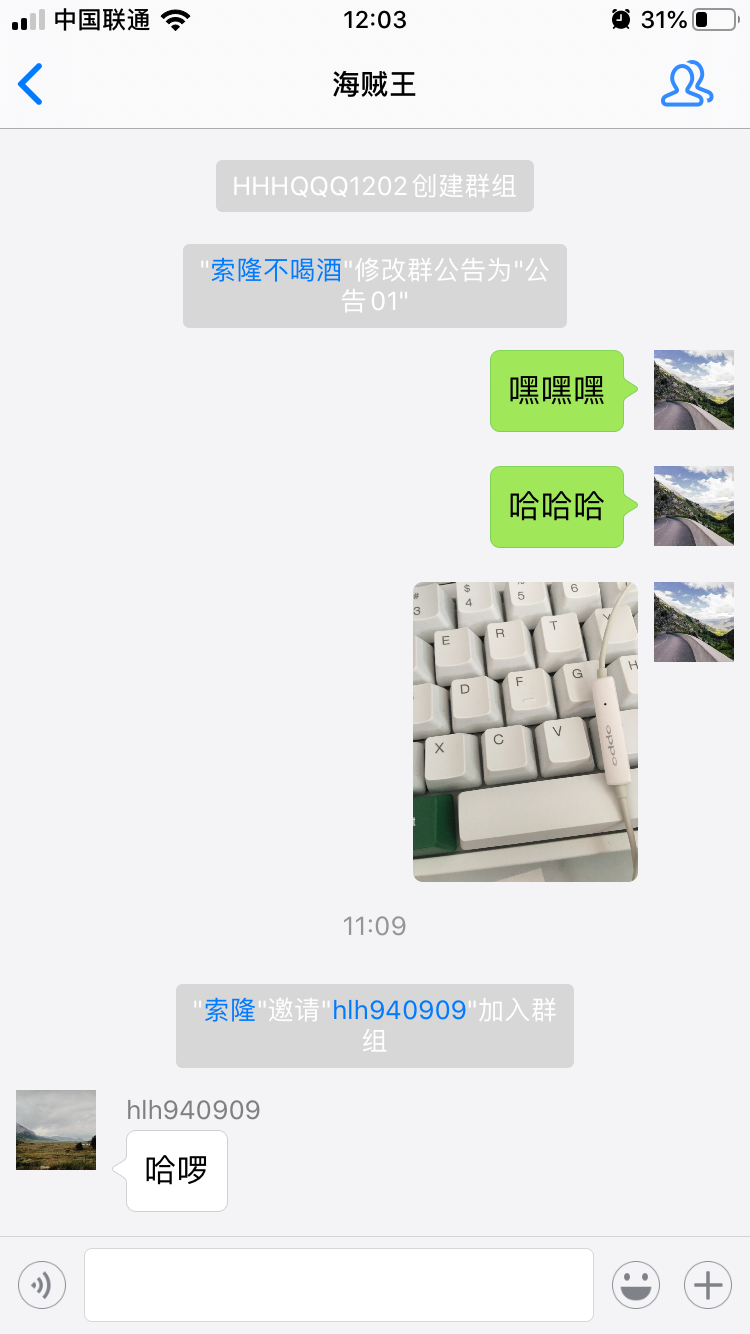 中国联通
12:03
31%
海贼王
HHHQQQ1202创建群组
"索隆不喝酒"修改群公告为"公
告01"
嘿嘿嘿
哈哈哈
# $ % 6
3 4 5
E R T Y
D F G H
X C V
oppo
11:09
"索隆"邀请"hlh940909"加入群
组
hlh940909
哈啰